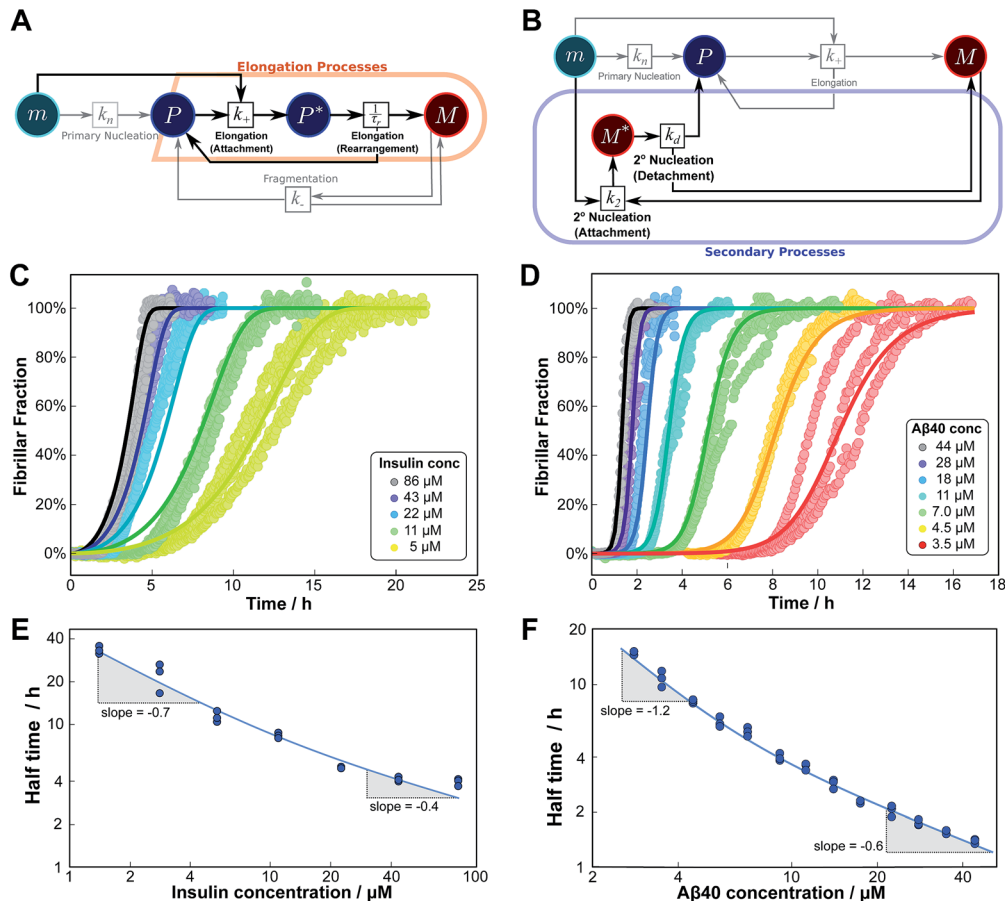 A
Elongation Processes
m
k_n
Primary Nucleation
P
k_+
Elongation
(Attachment)
P*
1/τ_r
Elongation
(Rearrangement)
M
Fragmentation
k_-
B
m
k_n
Primary Nucleation
P
k_+
Elongation
M
M*
k_d
2º Nucleation
(Detachment)
k_2
2º Nucleation
(Attachment)
Secondary Processes
C
Fibrillar Fraction
100%
80%
60%
40%
20%
0%
Insulin conc
86 µM
43 µM
22 µM
11 µM
5 µM
0 5 10 15 20 25
Time / h
D
Fibrillar Fraction
100%
80%
60%
40%
20%
0%
Aβ40 conc
44 µM
28 µM
18 µM
11 µM
7.0 µM
4.5 µM
3.5 µM
0 2 4 6 8 10 12 14 16 18
Time / h
E
Half time / h
40
20
10
4
2
1
slope = -0.7
slope = -0.4
1 2 4 10 20 40 100
Insulin concentration / µM
F
Half time / h
20
10
4
2
1
slope = -1.2
slope = -0.6
2 4 10 20 40
Aβ40 concentration / µM